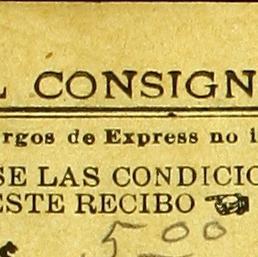 L CONSIGN
rgos de Express no i
SE LAS CONDICIO
ESTE RECIBO
5 00